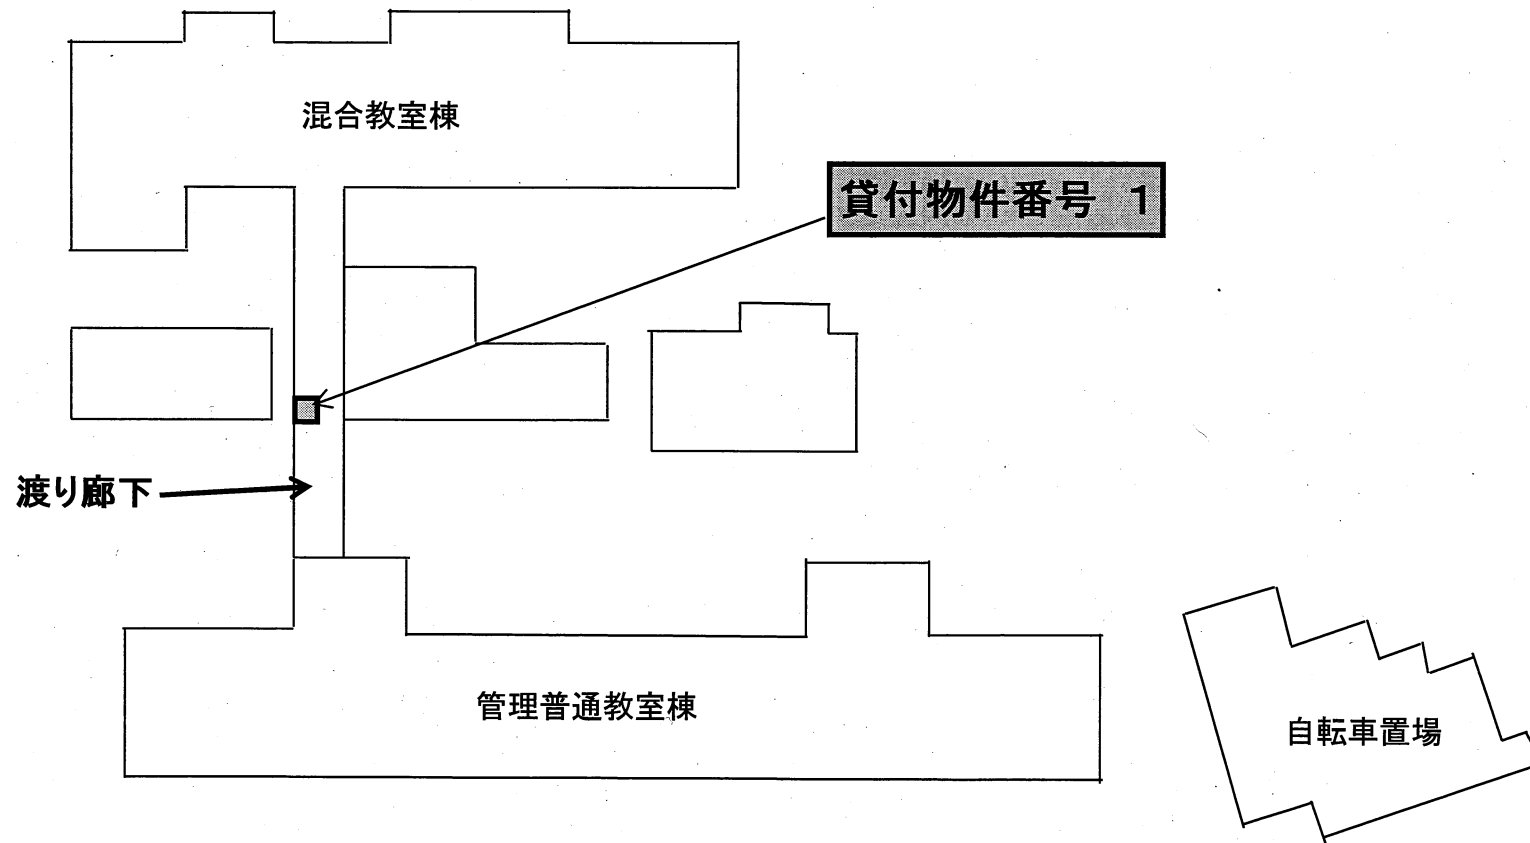 混合教室棟
貸付物件番号　1
渡り廊下
管理普通教室棟
自転車置場